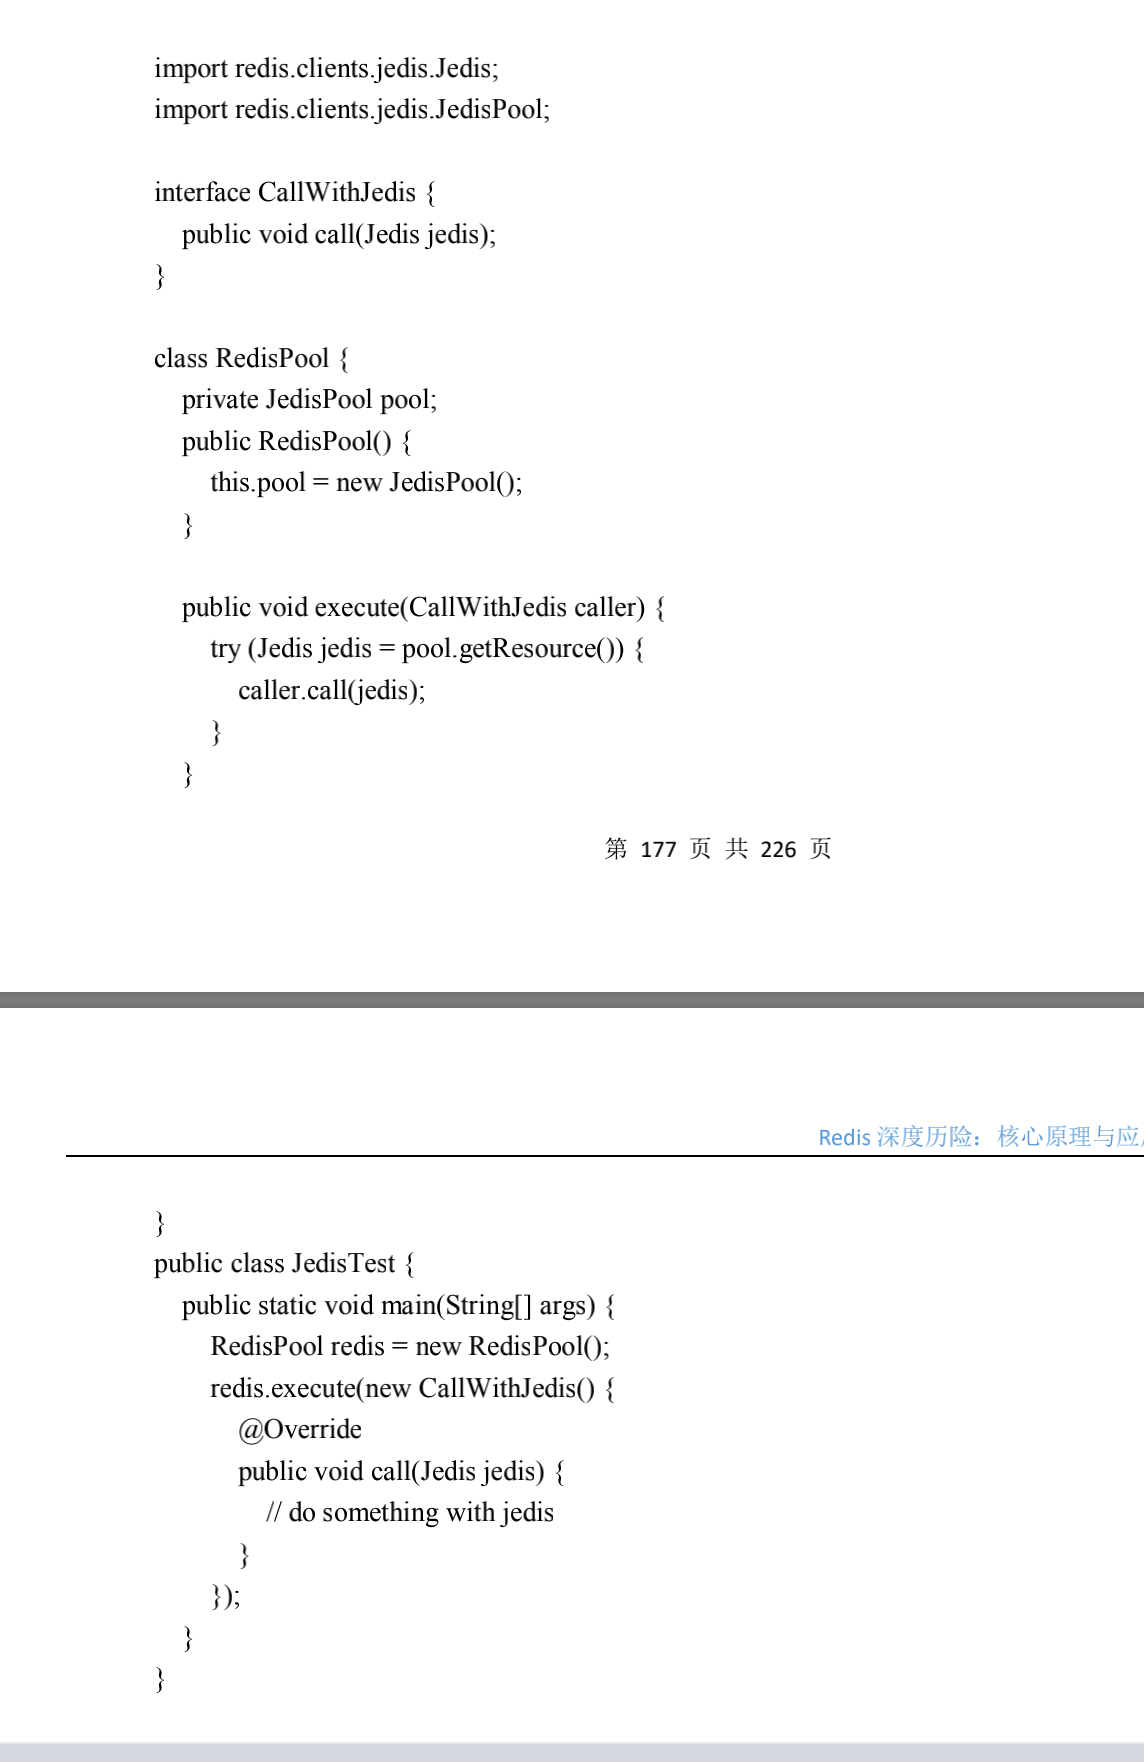 import redis.clients.jedis.Jedis;
import redis.clients.jedis.JedisPool;
interface CallWithJedis {
public void call(Jedis jedis);
}
class RedisPool {
private JedisPool pool;
public RedisPool() {
this.pool = new JedisPool();
}
public void execute(CallWithJedis caller) {
try (Jedis jedis = pool.getResource()) {
caller.call(jedis);
}
}
第 177 页 共 226 页
Redis 深度历险：核心原理与应
}
public class JedisTest {
public static void main(String[] args) {
RedisPool redis = new RedisPool();
redis.execute(new CallWithJedis() {
@Override
public void call(Jedis jedis) {
// do something with jedis
}
});
}
}